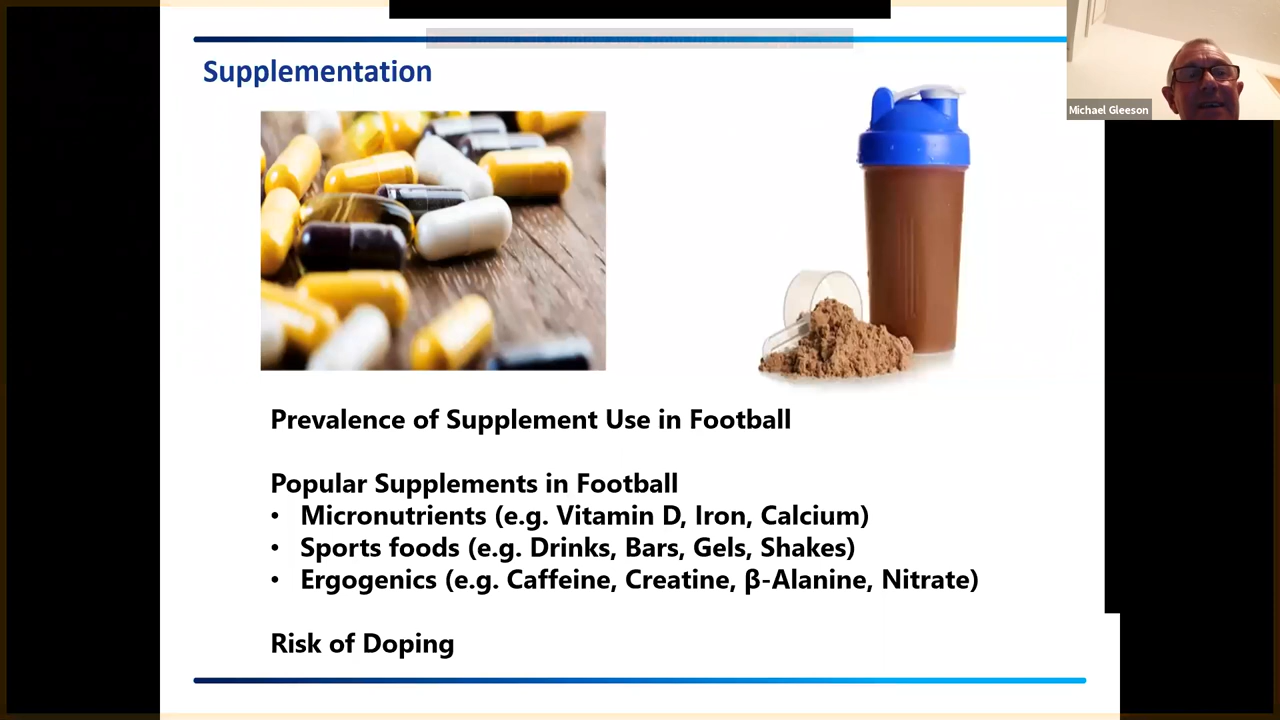 Supplementation
Michael Gleeson
Prevalence of Supplement Use in Football
Popular Supplements in Football
• Micronutrients (e.g. Vitamin D, Iron, Calcium)
• Sports foods (e.g. Drinks, Bars, Gels, Shakes)
• Ergogenics (e.g. Caffeine, Creatine, β-Alanine, Nitrate)
Risk of Doping